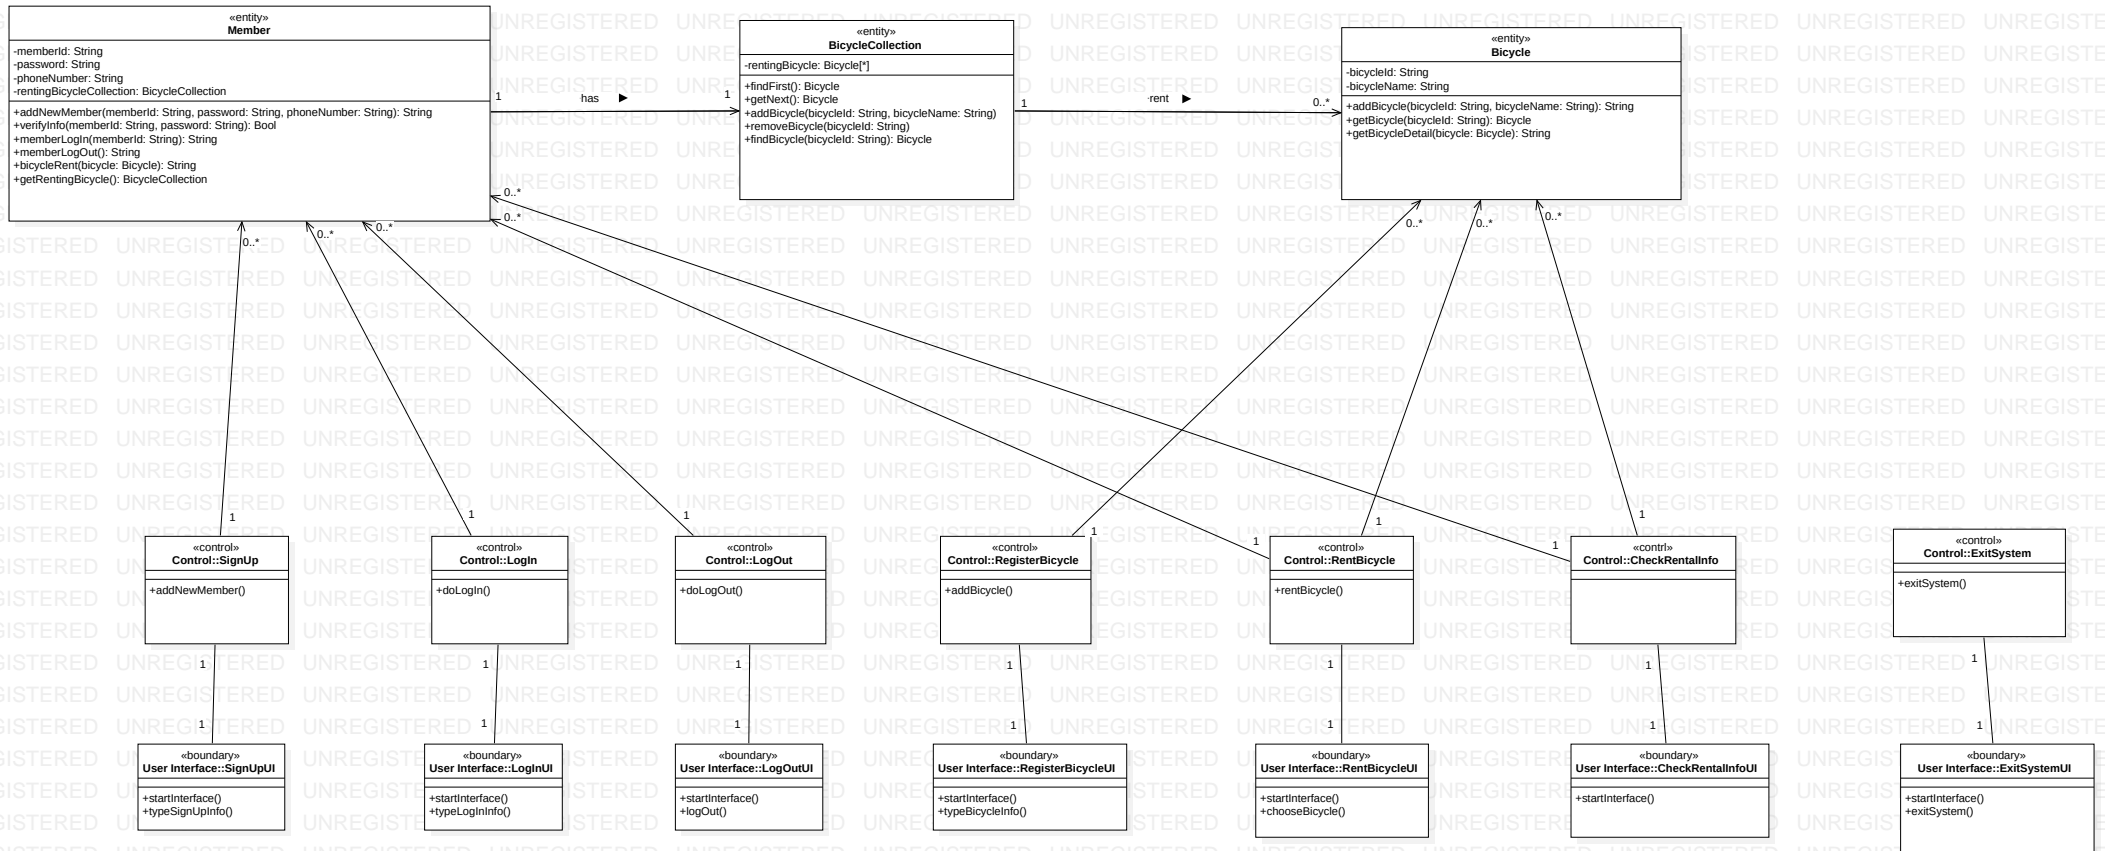 «entity»
Member
-memberId: String
-password: String
-phoneNumber: String
-rentingBicycleCollection: BicycleCollection
+addNewMember(memberId: String, password: String, phoneNumber: String): String
+verifyInfo(memberId: String, password: String): Bool
+memberLogIn(memberId: String): String
+memberLogOut(): String
+bicycleRent(bicycle: Bicycle): String
+getRentingBicycle(): BicycleCollection
1
has ▶
1
«entity»
BicycleCollection
-rentingBicycle: Bicycle[*]
+findFirst(): Bicycle
+getNext(): Bicycle
+addBicycle(bicycleId: String, bicycleName: String)
+removeBicycle(bicycleId: String)
+findBicycle(bicycleId: String): Bicycle
1
rent ▶
0..*
«entity»
Bicycle
-bicycleId: String
-bicycleName: String
+addBicycle(bicycleId: String, bicycleName: String): String
+getBicycle(bicycleId: String): Bicycle
+getBicycleDetail(bicycle: Bicycle): String
0..*
0..*
0..*
0..*
0..*
0..*
0..*
0..*
1
1
1
1
1
1
1
1
«control»
Control::SignUp
+addNewMember()
«control»
Control::LogIn
+doLogIn()
«control»
Control::LogOut
+doLogOut()
«control»
Control::RegisterBicycle
+addBicycle()
«control»
Control::RentBicycle
+rentBicycle()
«contrl»
Control::CheckRentalInfo
«control»
Control::ExitSystem
+exitSystem()
1
1
1
1
1
1
1
1
1
1
1
1
1
1
«boundary»
User Interface::SignUpUI
+startInterface()
+typeSignUpInfo()
«boundary»
User Interface::LogInUI
+startInterface()
+typeLogInInfo()
«boundary»
User Interface::LogOutUI
+startInterface()
+logOut()
«boundary»
User Interface::RegisterBicycleUI
+startInterface()
+typeBicycleInfo()
«boundary»
User Interface::RentBicycleUI
+startInterface()
+chooseBicycle()
«boundary»
User Interface::CheckRentalInfoUI
+startInterface()
«boundary»
User Interface::ExitSystemUI
+startInterface()
+exitSystem()
UNREGISTERED